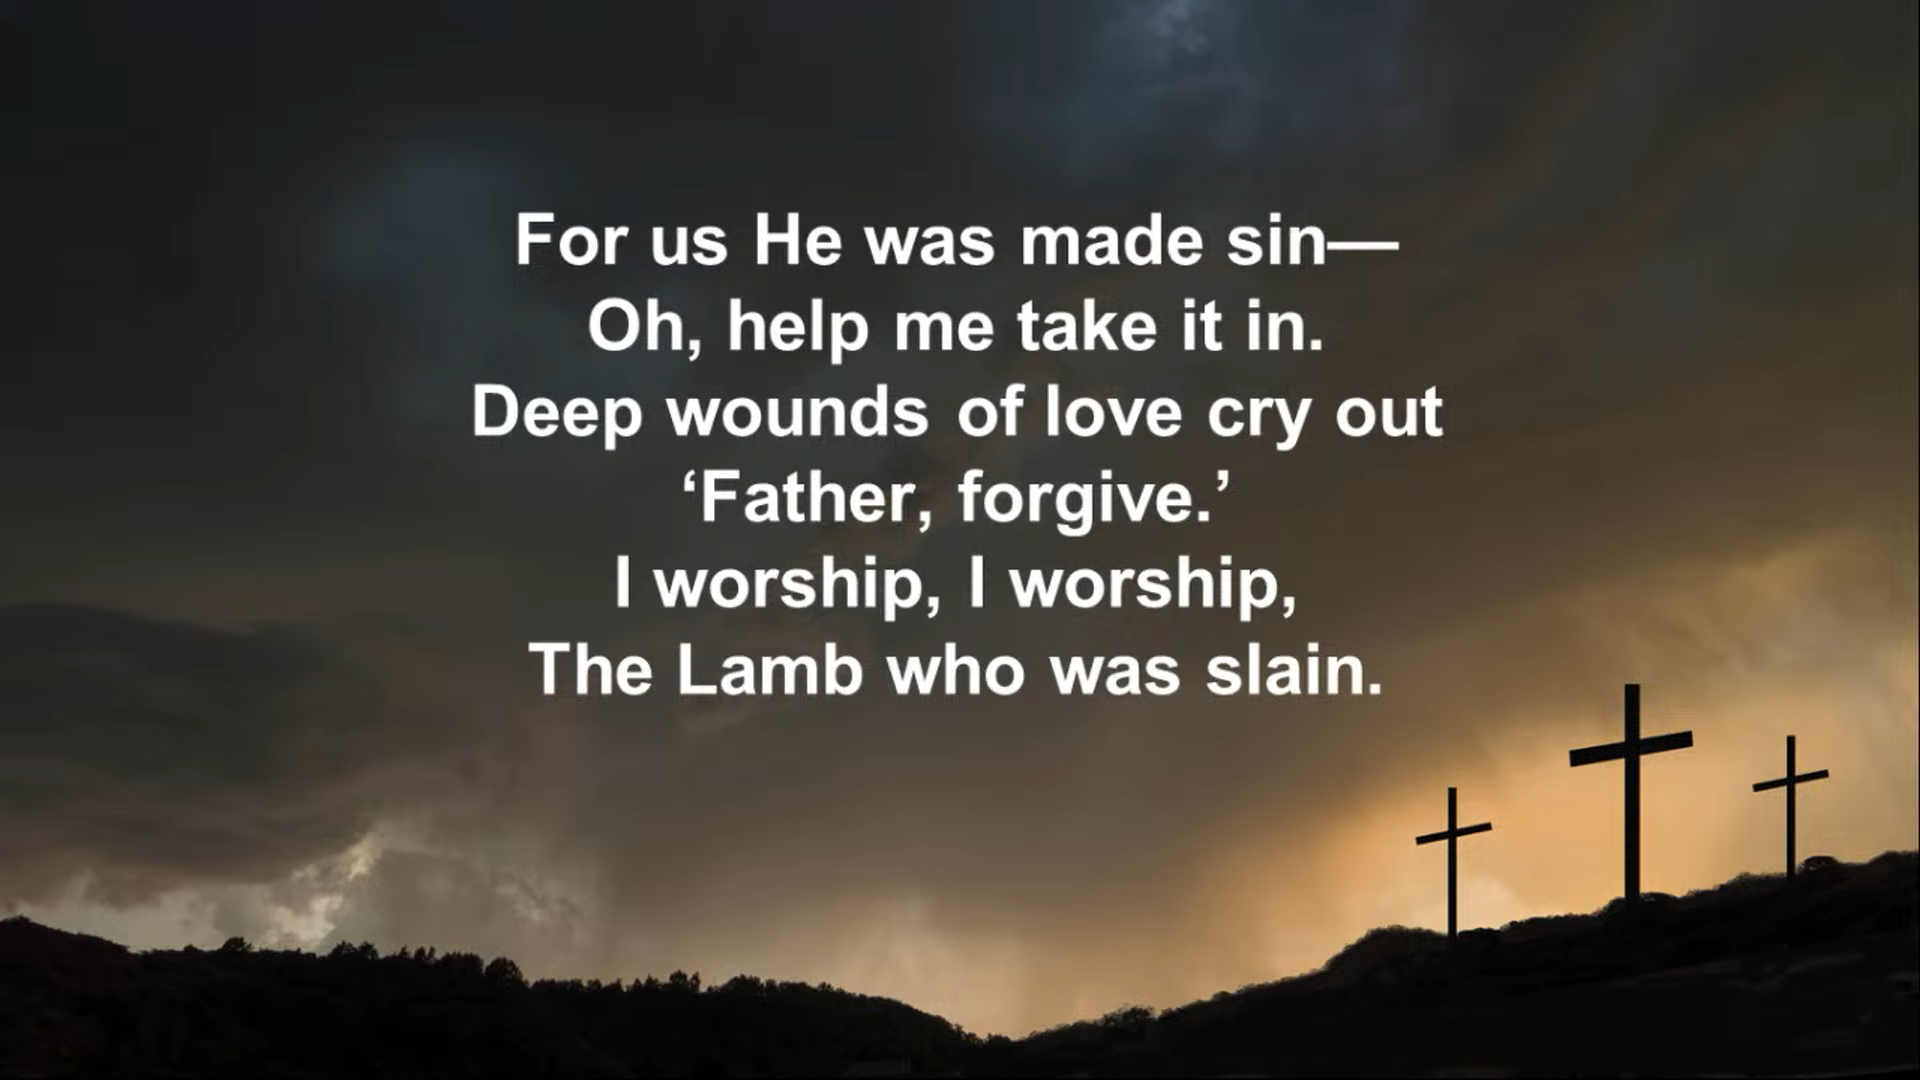 For us He was made sin—
Oh, help me take it in.
Deep wounds of love cry out
‘Father, forgive.’
I worship, I worship,
The Lamb who was slain.